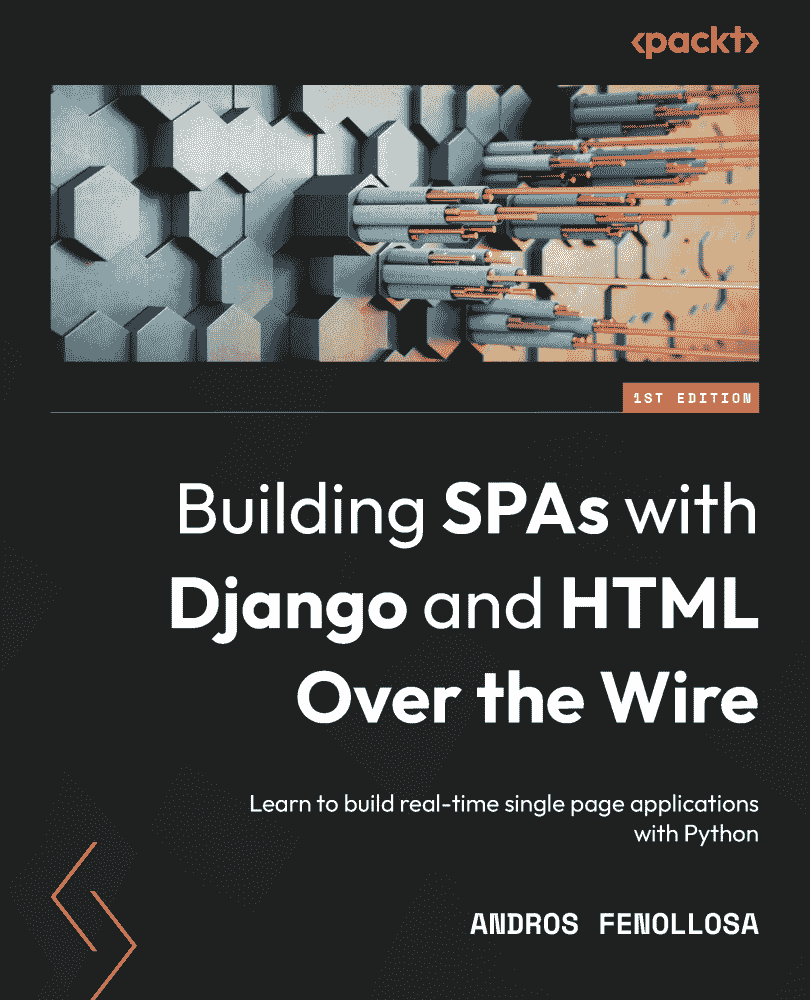 <packt>
1ST EDITION
Building SPAs with
Django and HTML
Over the Wire
Learn to build real-time single page applications
with Python
ANDROS FENOLLOSA